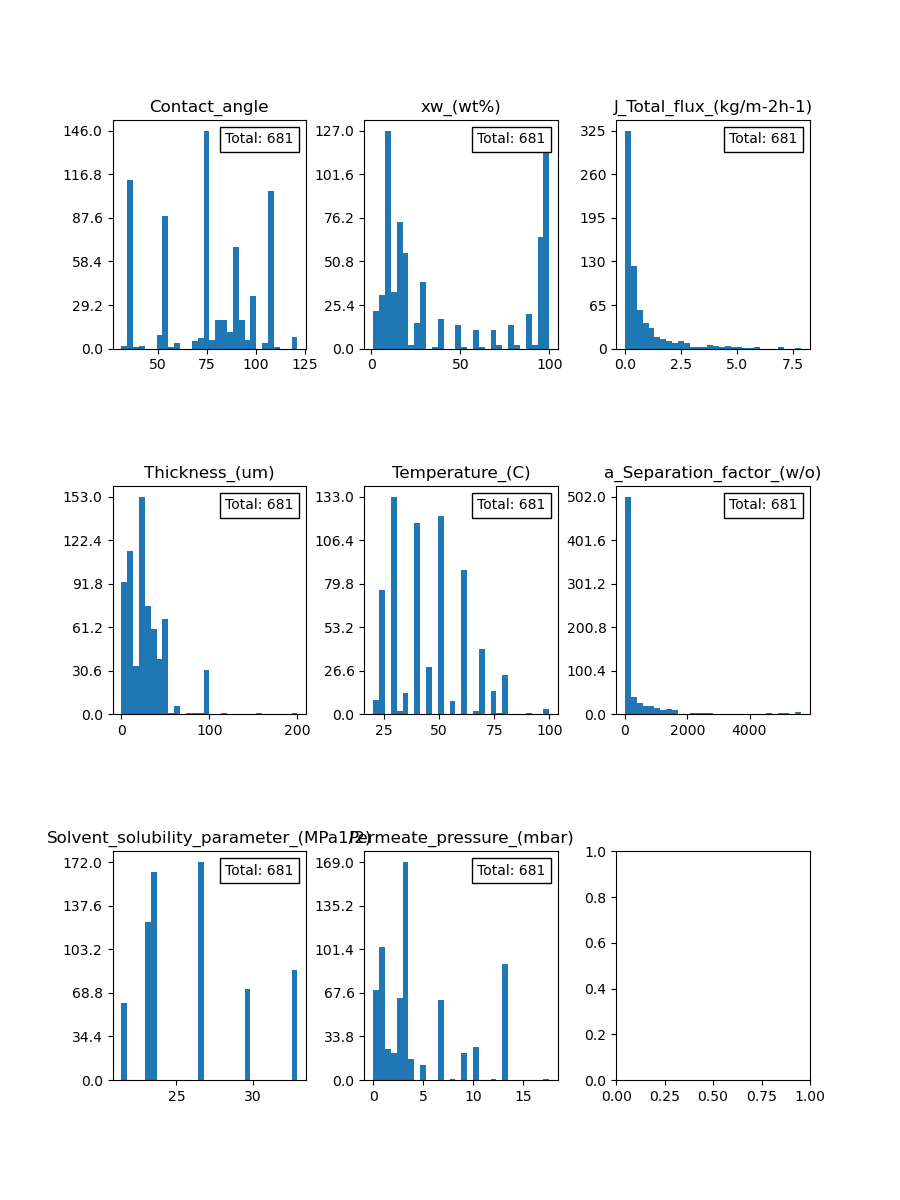 Contact_angle
146.0
116.8
87.6
58.4
29.2
0.0
50 75 100 125
Total: 681
xw_(wt%)
127.0
101.6
76.2
50.8
25.4
0.0
0 50 100
Total: 681
J_Total_flux_(kg/m-2h-1)
325
260
195
130
65
0
0.0 2.5 5.0 7.5
Total: 681
Thickness_(um)
153.0
122.4
91.8
61.2
30.6
0.0
0 100 200
Total: 681
Temperature_(C)
133.0
106.4
79.8
53.2
26.6
0.0
25 50 75 100
Total: 681
a_Separation_factor_(w/o)
502.0
401.6
301.2
200.8
100.4
0.0
0 2000 4000
Total: 681
Solvent_solubility_parameter_(MPa1/2)
172.0
137.6
103.2
68.8
34.4
0.0
25 30
Total: 681
Permeate_pressure_(mbar)
169.0
135.2
101.4
67.6
33.8
0.0
0 5 10 15
Total: 681
1.0
0.8
0.6
0.4
0.2
0.0
0.00 0.25 0.50 0.75 1.00